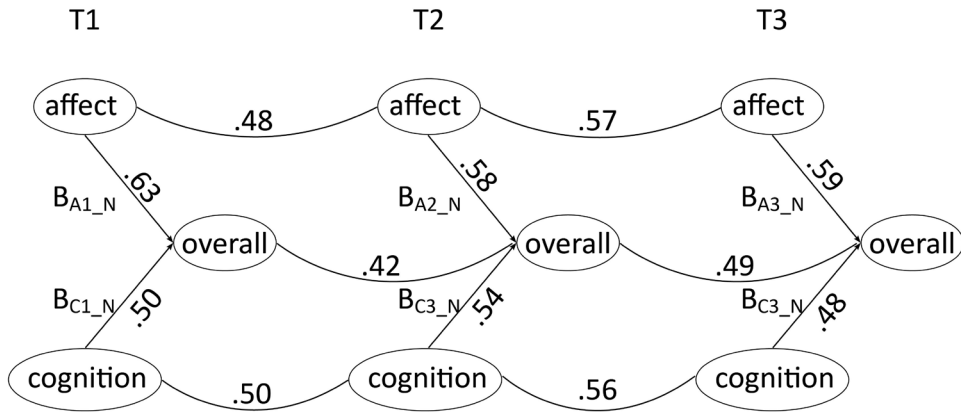 T1 T2 T3
affect affect affect
.48 .57
.63 .58 .59
B_A1_N B_A2_N B_A3_N
overall overall overall
.42 .49
B_C1_N B_C3_N B_C3_N
.50 .54 .48
cognition cognition cognition
.50 .56